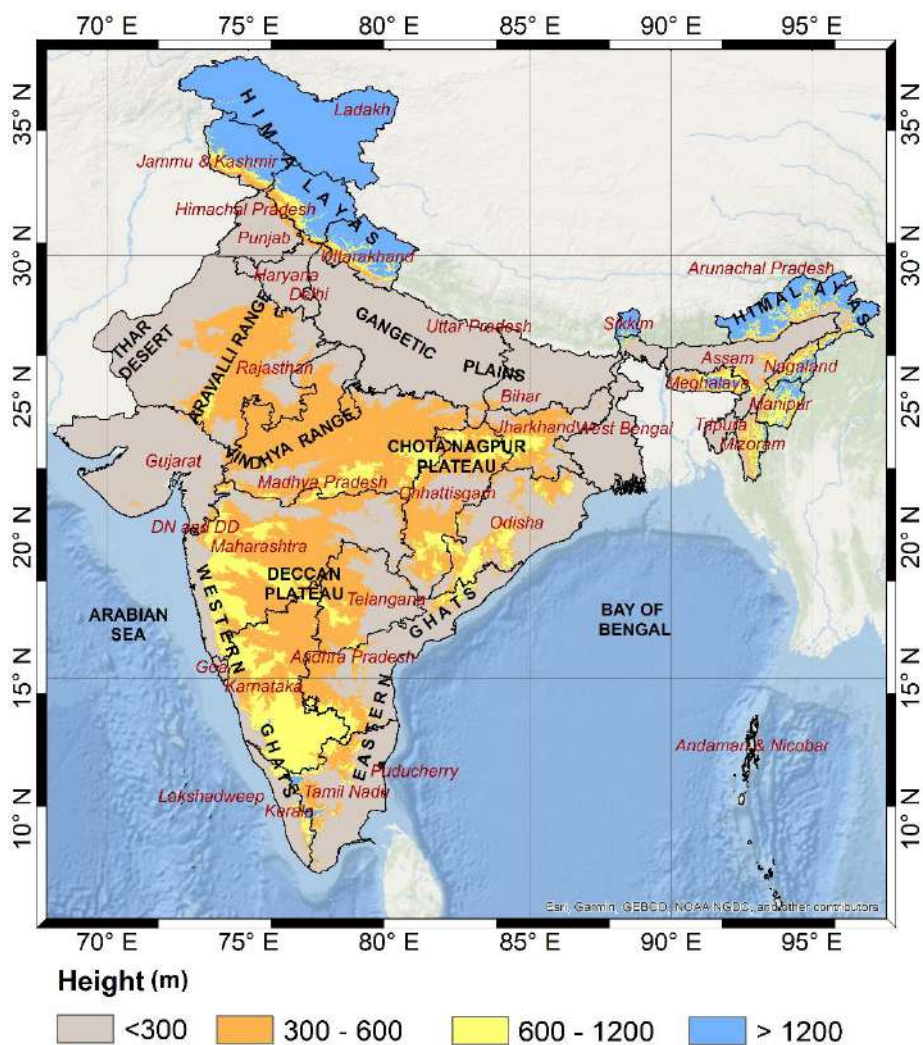 70° E 75° E 80° E 85° E 90° E 95° E
35° N
30° N
25° N
20° N
15° N
10° N
35° N
30° N
25° N
20° N
15° N
10° N
HIMALAYAS
Ladakh
Jammu & Kashmir
Himachal Pradesh
Punjab
Uttarakhand
Haryana
Delhi
Arunachal Pradesh
HIMALAYAS
THAR
DESERT
ARAVALLI RANGE
Rajasthan
GANGETIC
PLAINS
Uttar Pradesh
Sikkim
Assam
Nagaland
Meghalaya
Manipur
Tripura
Mizoram
Bihar
VINDHYA RANGE
Jharkhand
West Bengal
CHOTA NAGPUR
PLATEAU
Gujarat
Madhya Pradesh
Chhattisgarh
Odisha
DN and DD
Maharashtra
DECCAN
PLATEAU
Telangana
WESTERN GHATS
EASTERN GHATS
ARABIAN
SEA
BAY OF
BENGAL
Goa
Andhra Pradesh
Karnataka
Puducherry
Andaman & Nicobar
Lakshadweep
Tamil Nadu
Kerala
Esri, Garmin, GEBCO, NOAA NGDC, and other contributors
70° E 75° E 80° E 85° E 90° E 95° E
Height (m)
<300 300 - 600 600 - 1200 > 1200